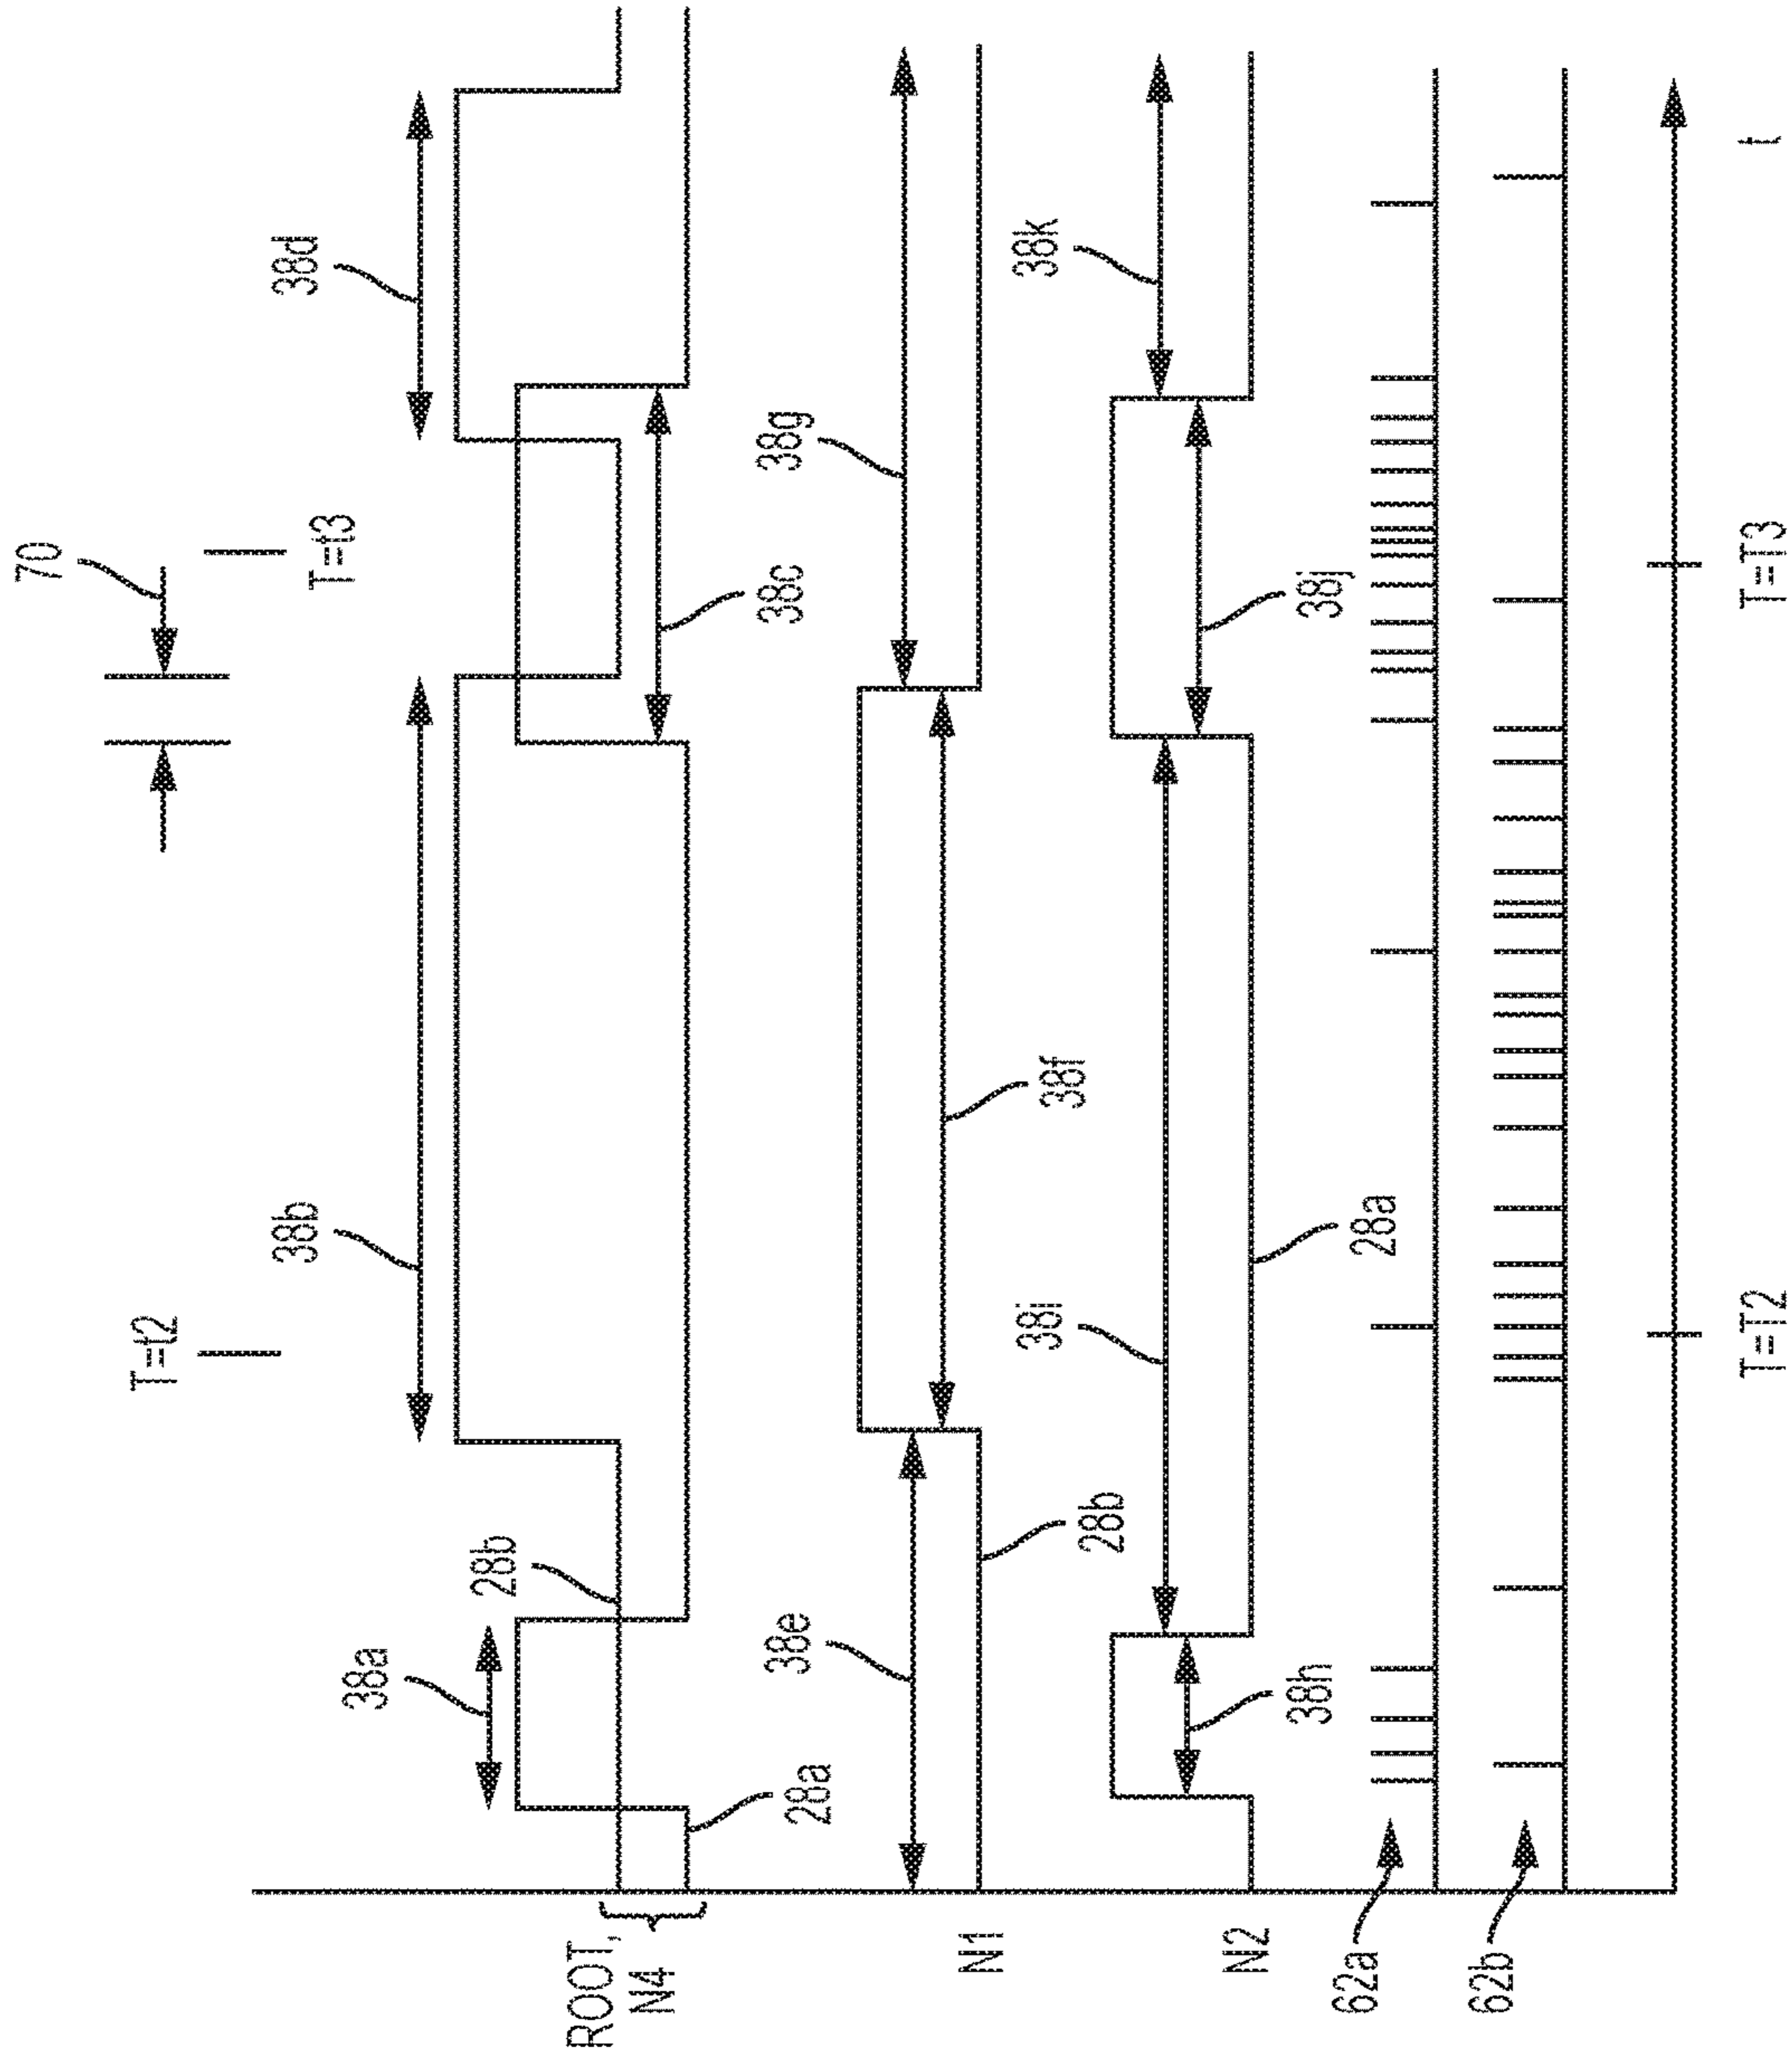 70
T=t2
T=t3
38b
38d
38a
28b
ROOT,
N4
28a
38c
38e
38g
28b
38f
N1
38i
38k
38h
28a
38j
N2
62a
62b
T=T2
T=T3
t